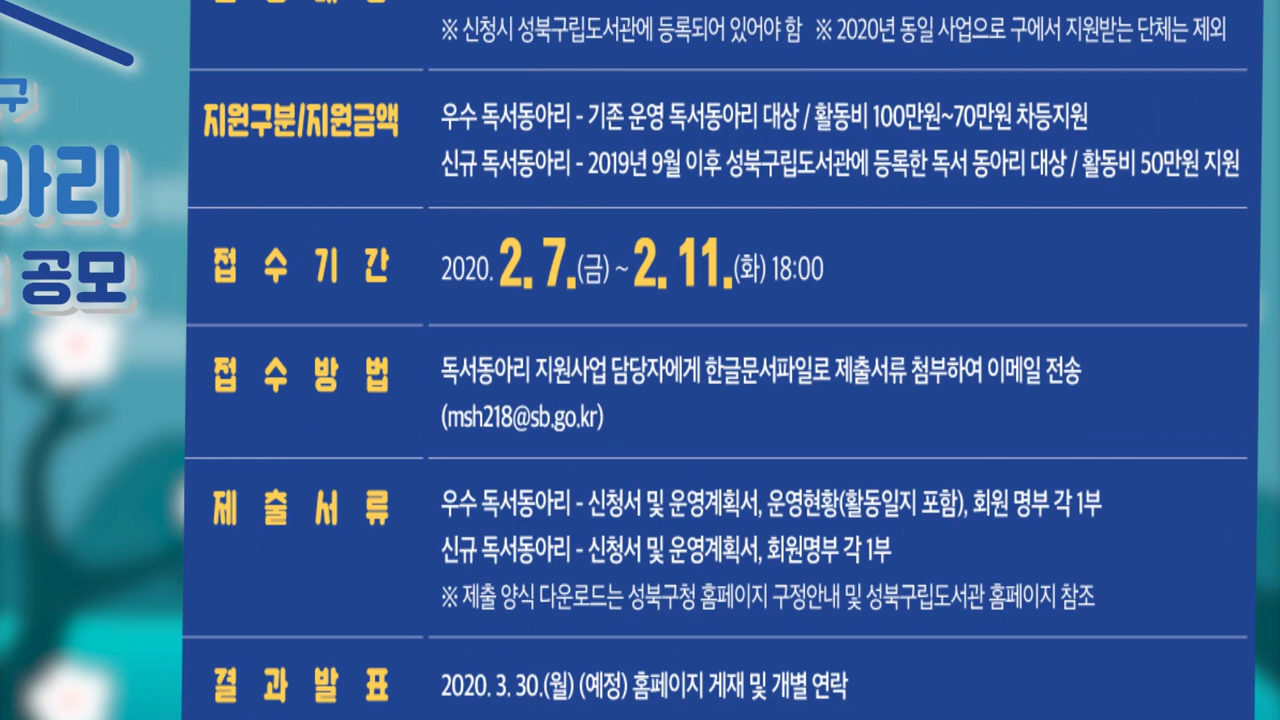 ※ 신청시 성북구립도서관에 등록되어 있어야 함 ※ 2020년 동일 사업으로 구에서 지원받는 단체는 제외
구
아리
공모
지원구분/지원금액
우수 독서동아리 - 기존 운영 독서동아리 대상 / 활동비 100만원~70만원 차등지원
신규 독서동아리 - 2019년 9월 이후 성북구립도서관에 등록한 독서 동아리 대상 / 활동비 50만원 지원
접 수 기 간
2020. 2. 7.(금) ~ 2. 11.(화) 18:00
접 수 방 법
독서동아리 지원사업 담당자에게 한글문서파일로 제출서류 첨부하여 이메일 전송
(msh218@sb.go.kr)
제 출 서 류
우수 독서동아리 - 신청서 및 운영계획서, 운영현황(활동일지 포함), 회원 명부 각 1부
신규 독서동아리 - 신청서 및 운영계획서, 회원명부 각 1부
※ 제출 양식 다운로드는 성북구청 홈페이지 구정안내 및 성북구립도서관 홈페이지 참조
결 과 발 표
2020. 3. 30.(월) (예정) 홈페이지 게재 및 개별 연락